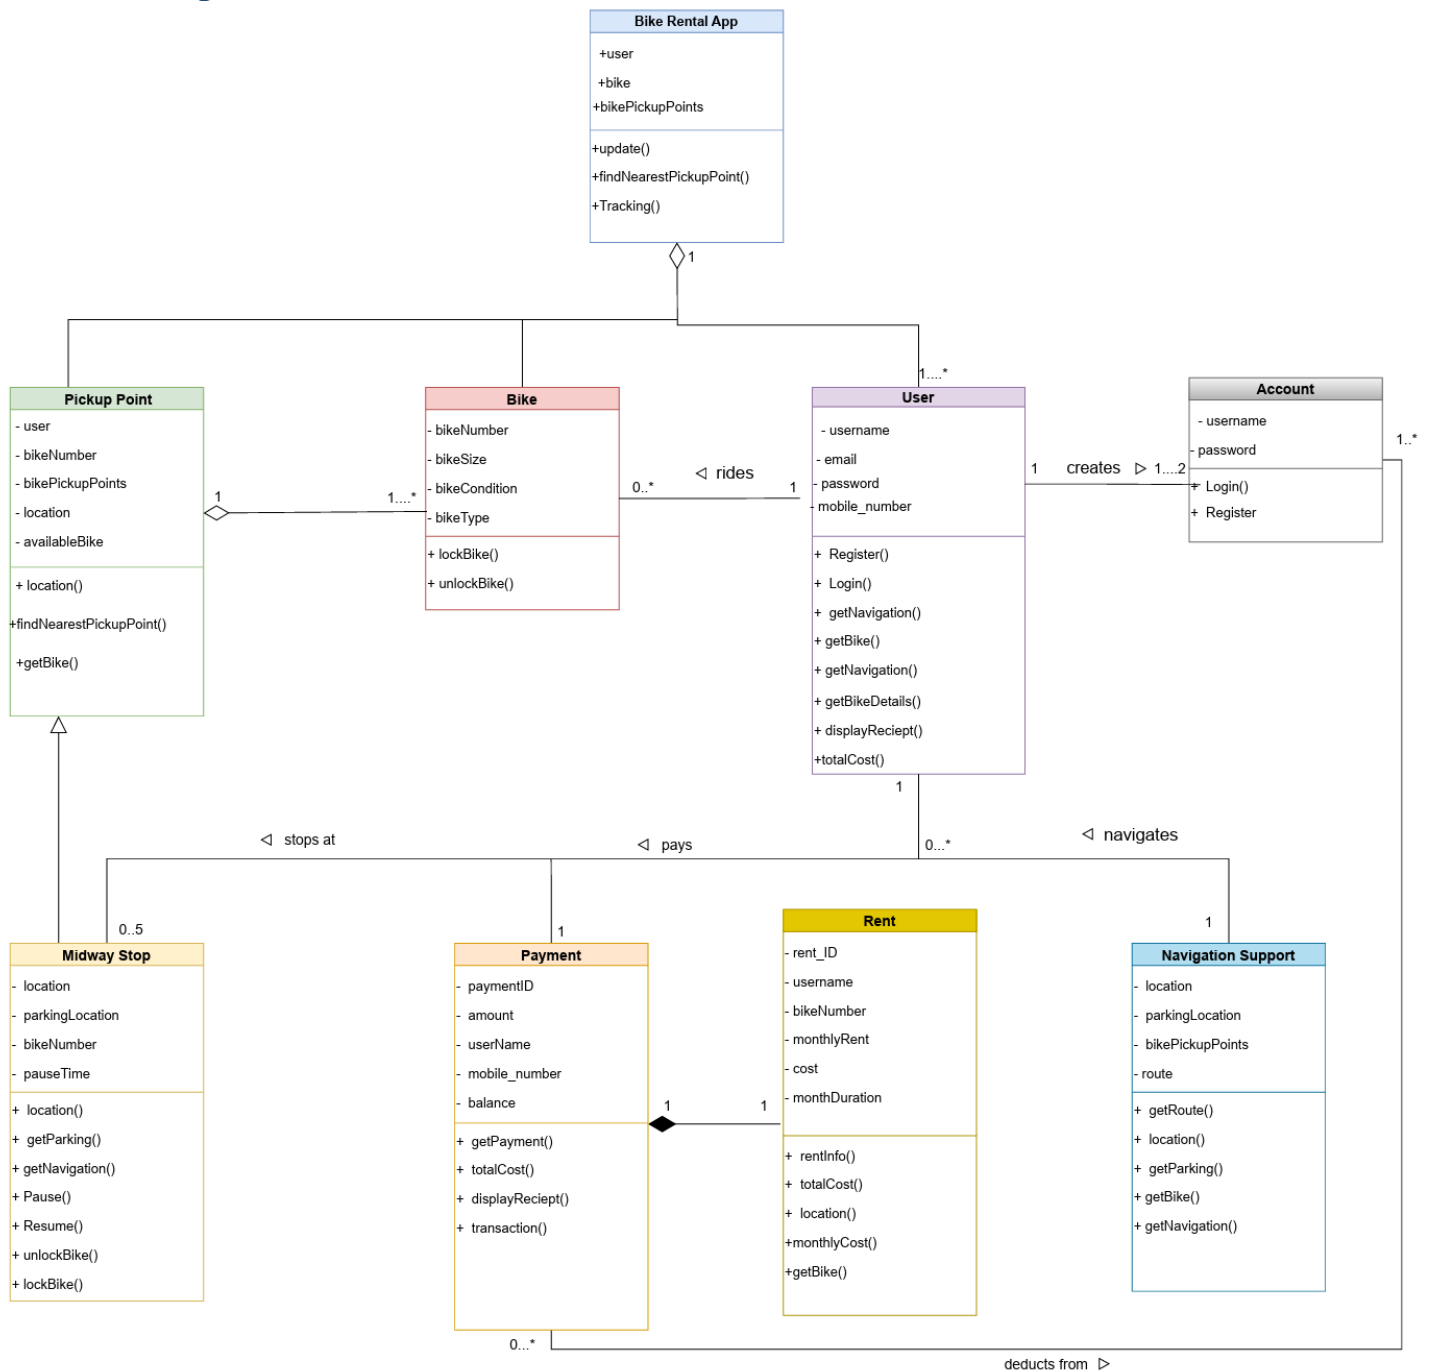 Bike Rental App
+user
+bike
+bikePickupPoints
+update()
+findNearestPickupPoint()
+Tracking()
1
1....*
Pickup Point
- user
- bikeNumber
- bikePickupPoints
- location
- availableBike
+ location()
+findNearestPickupPoint()
+getBike()
1
1....*
Bike
- bikeNumber
- bikeSize
- bikeCondition
- bikeType
+ lockBike()
+ unlockBike()
0..*
rides
1
User
- username
- email
- password
- mobile_number
+ Register()
+ Login()
+ getNavigation()
+ getBike()
+ getNavigation()
+ getBikeDetails()
+ displayReciept()
+totalCost()
1
creates
1....2
Account
- username
- password
+ Login()
+ Register
1..*
1
0...*
stops at
pays
navigates
0..5
1
1
Midway Stop
- location
- parkingLocation
- bikeNumber
- pauseTime
+ location()
+ getParking()
+ getNavigation()
+ Pause()
+ Resume()
+ unlockBike()
+ lockBike()
Payment
- paymentID
- amount
- userName
- mobile_number
- balance
+ getPayment()
+ totalCost()
+ displayReciept()
+ transaction()
1
1
Rent
- rent_ID
- username
- bikeNumber
- monthlyRent
- cost
- monthDuration
+ rentInfo()
+ totalCost()
+ location()
+monthlyCost()
+getBike()
Navigation Support
- location
- parkingLocation
- bikePickupPoints
- route
+ getRoute()
+ location()
+ getParking()
+ getBike()
+ getNavigation()
0...*
deducts from